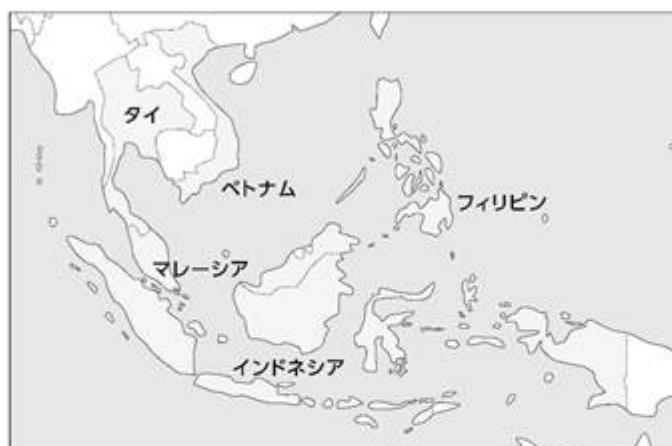 タイ
ベトナム
フィリピン
マレーシア
インドネシア